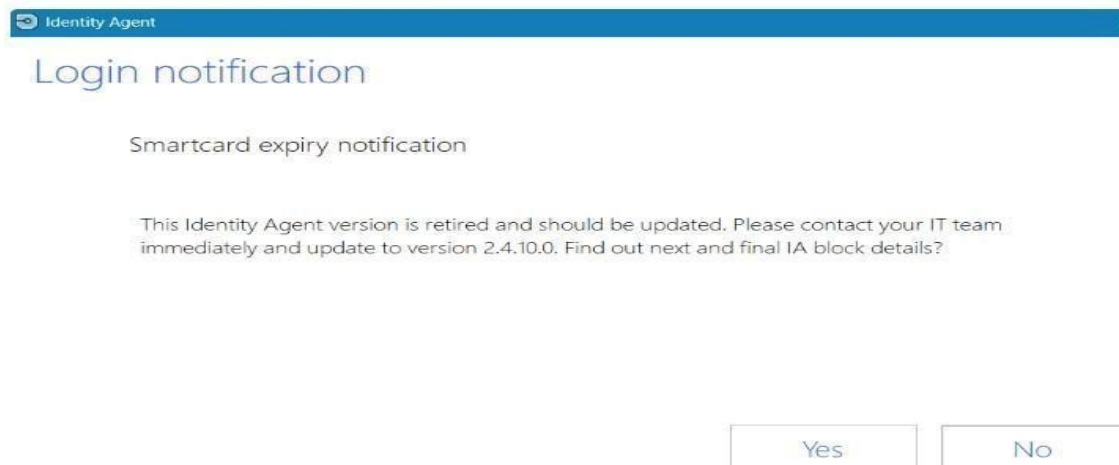 Identity Agent
Login notification
Smartcard expiry notification
This Identity Agent version is retired and should be updated. Please contact your IT team
immediately and update to version 2.4.10.0. Find out next and final IA block details?
Yes No